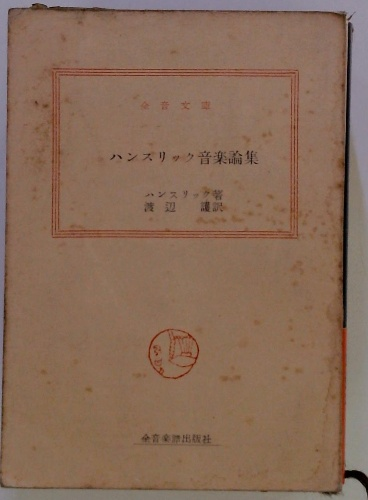 全音文庫
ハンスリック音楽論集
ハンスリック著
渡辺 護訳
全音楽譜出版社